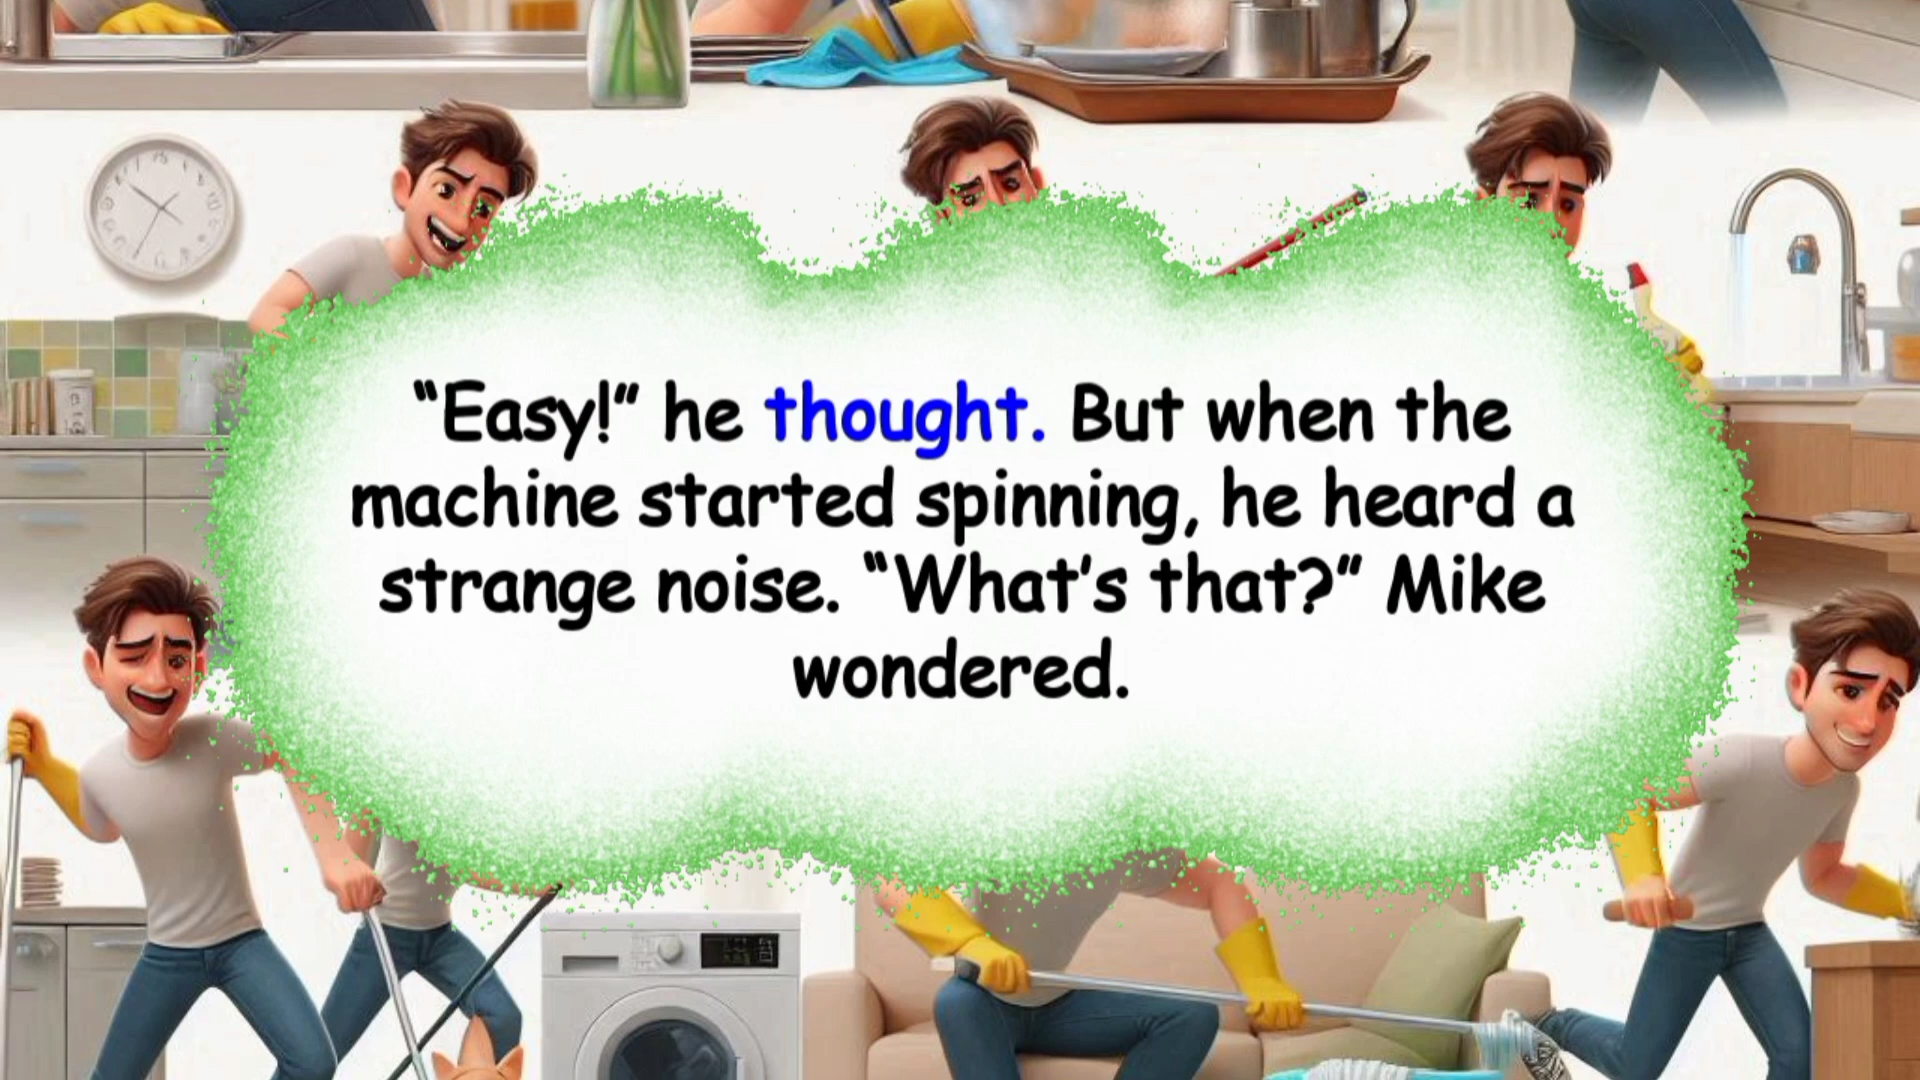 “Easy!” he thought. But when the
machine started spinning, he heard a
strange noise. “What’s that?” Mike
wondered.